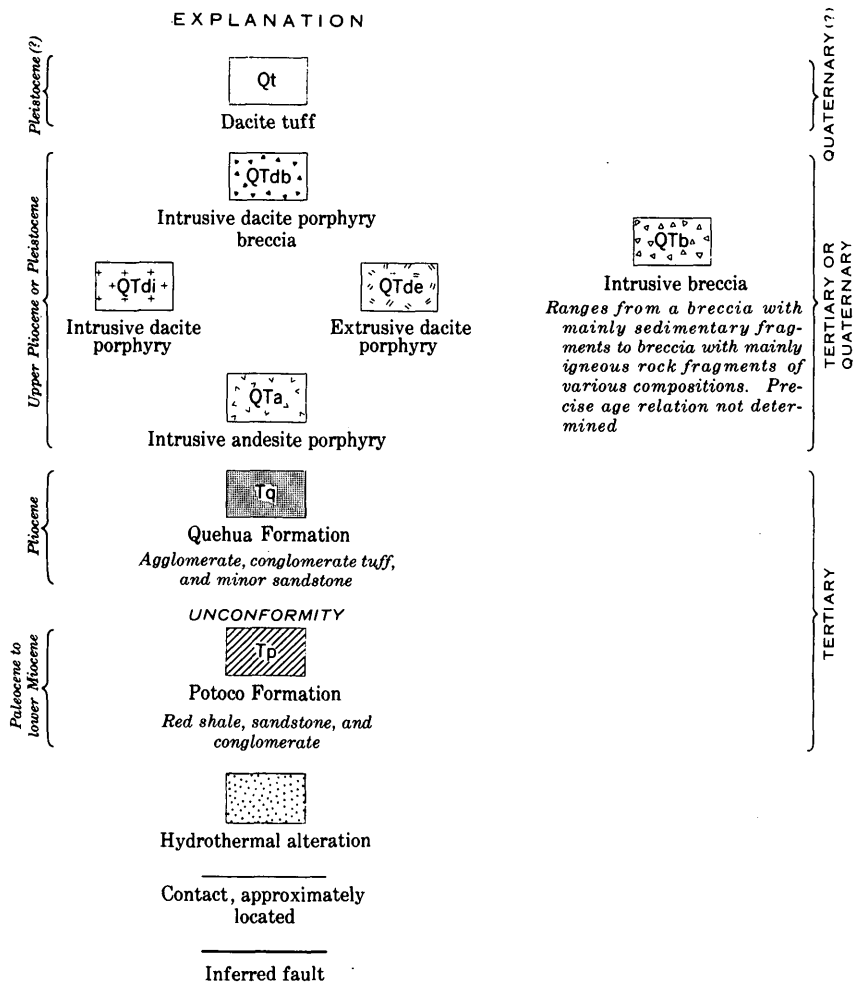 EXPLANATION
Pleistocene (?)
Qt
Dacite tuff
QUATERNARY (?)
Upper Pliocene or Pleistocene
QTdb
Intrusive dacite porphyry
breccia
QTdi
Intrusive dacite
porphyry
QTde
Extrusive dacite
porphyry
QTa
Intrusive andesite porphyry
QTb
Intrusive breccia
Ranges from a breccia with
mainly sedimentary frag-
ments to breccia with mainly
igneous rock fragments of
various compositions. Pre-
cise age relation not deter-
mined
TERTIARY OR
QUATERNARY
Pliocene
Tq
Quehua Formation
Agglomerate, conglomerate tuff,
and minor sandstone
UNCONFORMITY
Paleocene to
lower Miocene
Tp
Potoco Formation
Red shale, sandstone, and
conglomerate
TERTIARY
Hydrothermal alteration
Contact, approximately
located
Inferred fault